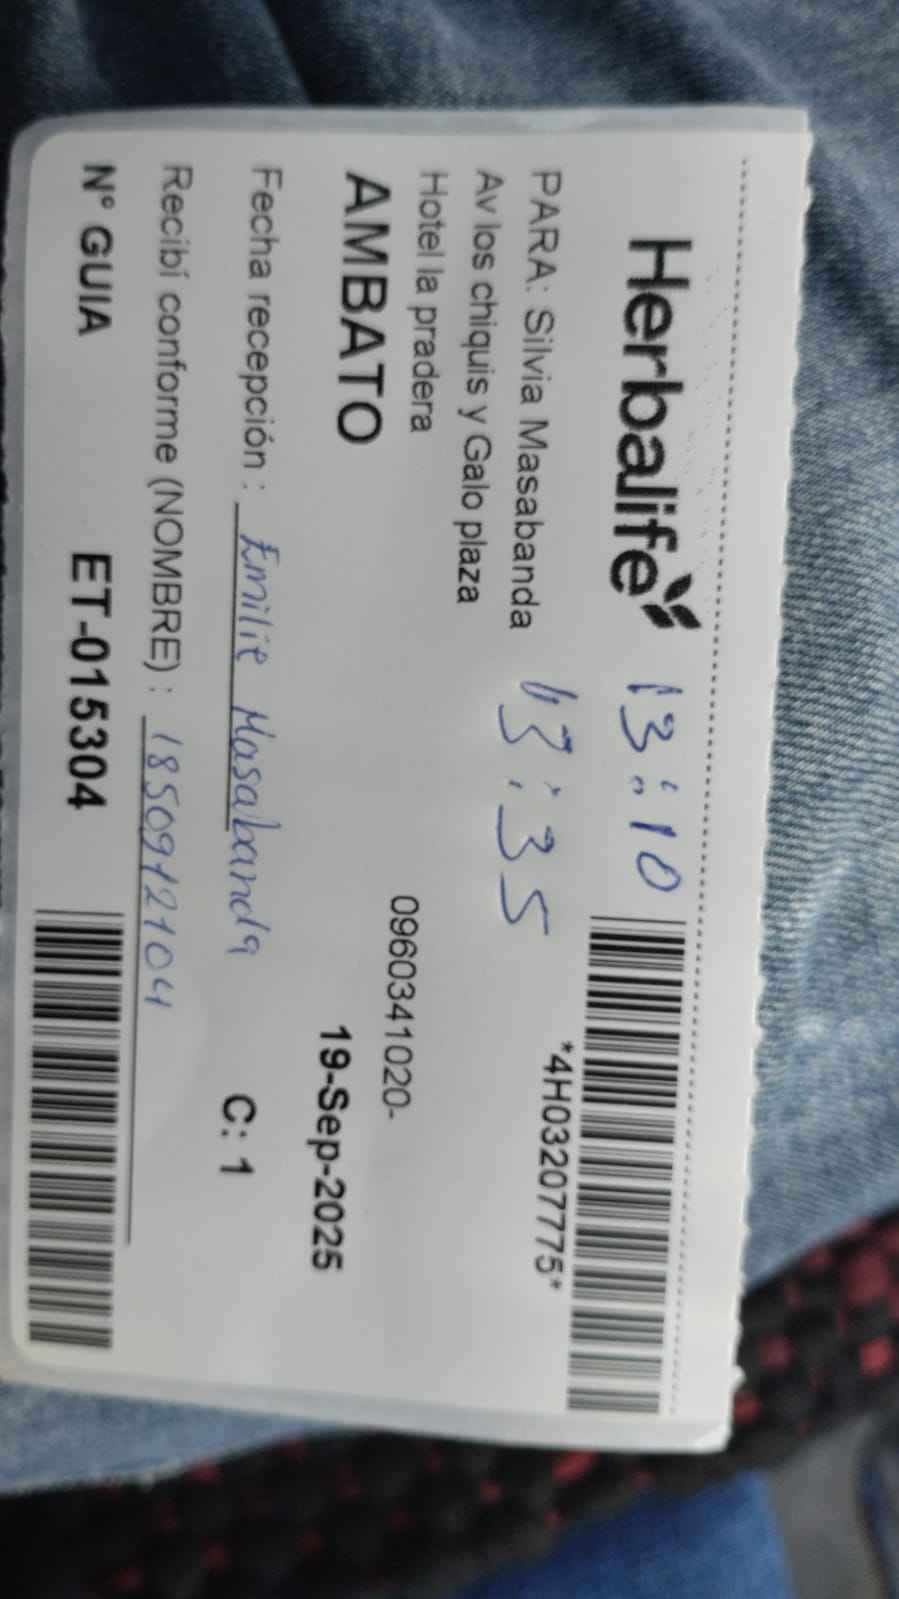 Herbalife 13:10
*4H03207775*
PARA: Silvia Masabanda 13:35
Av los chiquis y Galo plaza
Hotel la pradera 0960341020-
AMBATO 19-Sep-2025
Fecha recepción : Emilie Masabanda C: 1
Recibí conforme (NOMBRE) : 1850912104
Nº GUIA ET-015304